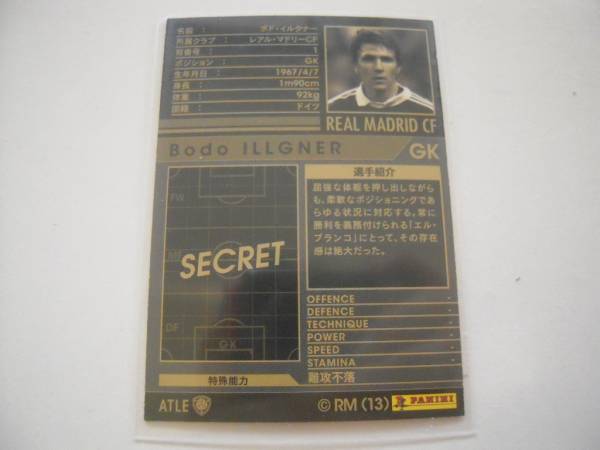 名前 : ボド・イルクナー
所属クラブ : レアル・マドリーCF
背番号 : 1
ポジション : GK
生年月日 : 1967/4/7
身長 : 1m90cm
体重 : 92kg
国籍 : ドイツ
REAL MADRID CF
Bodo ILLGNER
GK
選手紹介
屈強な体躯を押し出しながら
も、柔軟なポジショニングであ
らゆる状況に対応する。常に
勝利を義務付けられる「エル・
ブランコ」にとって、その存在
感は絶大だった。
FW
MF
SECRET
DF
GK
OFFENCE -
DEFENCE -
TECHNIQUE -
POWER -
SPEED -
STAMINA -
特殊能力
難攻不落
ATLE WB
© RM (13) PANINI